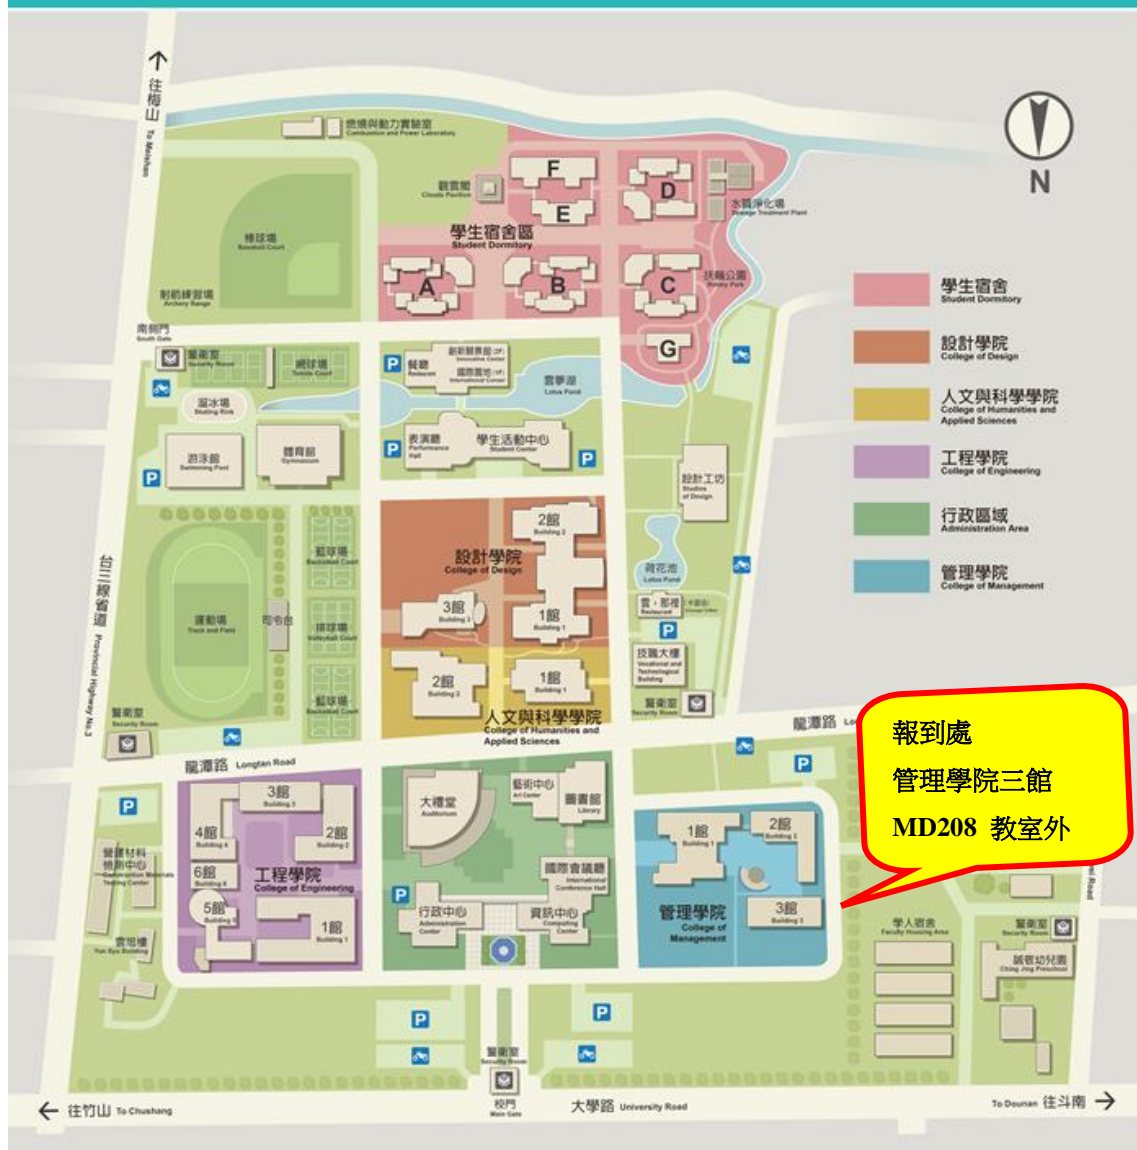 往梅山 To Meishan
燃燒與動力實驗室
Combustion and Power Laboratory
N
觀雲閣
Clouds Pavilion
F
E
D
水質淨化場
Sewage Treatment Plant
學生宿舍區
Student Dormitory
棒球場
Baseball Court
射箭練習場
Archery Range
A
B
C
G
扶輪公園
Rotary Park
學生宿舍
Student Dormitory
設計學院
College of Design
人文與科學學院
College of Humanities and
Applied Sciences
工程學院
College of Engineering
行政區域
Administration Area
管理學院
College of Management
南側門
South Gate
警衛室
Security Room
網球場
Tennis Court
溜冰場
Skating Rink
游泳館
Swimming Pool
體育館
Gymnasium
P
P
餐廳
Restaurant
創新願景館(2F)
Innovative Center
國際園地(1F)
International Corner
雲夢湖
Lotus Pond
P
表演廳
Performance
Hall
學生活動中心
Student Center
P
設計工坊
Studios
of Design
設計學院
College of Design
2館
Building 2
3館
Building 3
1館
Building 1
荷花池
Lotus Pond
雲·那裡
Restaurant
P
技職大樓
Vocational and
Technological
Building
警衛室
Security Room
籃球場
Basketball Court
運動場
Track and Field
司令台
排球場
Volleyball Court
籃球場
Basketball Court
台三線省道 Provincial Highway No.3
警衛室
Security Room
2館
Building 2
1館
Building 1
人文與科學學院
College of Humanities and
Applied Sciences
龍潭路 Longtan Road
龍潭路
報到處
管理學院三館
MD208 教室外
P
P
3館
Building 3
4館
Building 4
2館
Building 2
6館
Building 6
工程學院
College of Engineering
5館
Building 5
1館
Building 1
營建材料
檢測中心
Construction Materials
Testing Center
雲恕樓
Yun Syu Building
大禮堂
Auditorium
藝術中心
Art Center
圖書館
Library
國際會議廳
International
Conference Hall
P
行政中心
Administration
Center
資訊中心
Computing
Center
1館
Building 1
2館
Building 2
3館
Building 3
管理學院
College of
Management
學人宿舍
Faculty Housing Area
警衛室
Security Room
誠敬幼兒園
Ching Jing Preschool
P
P
警衛室
Security Room
校門
Main Gate
往竹山 To Chushang
大學路 University Road
To Dounan 往斗南